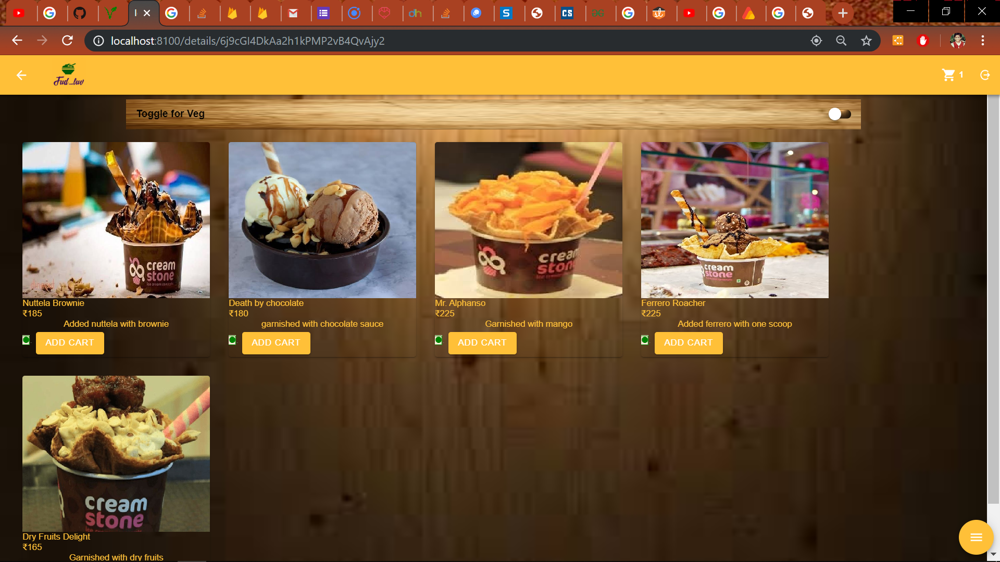 localhost:8100/details/6j9cGI4DkAa2h1kPMP2vB4QvAjy2
Fud_luv
1
Toggle for Veg
cream
stone
ice cream concepts
cream
stone
cream
stone
Nuttela Brownie
₹185
Added nuttela with brownie
ADD CART
Death by chocolate
₹180
garnished with chocolate sauce
ADD CART
Mr. Alphanso
₹225
Garnished with mango
ADD CART
Ferrero Roacher
₹225
Added ferrero with one scoop
ADD CART
cream
stone
Dry Fruits Delight
₹165
Garnished with dry fruits